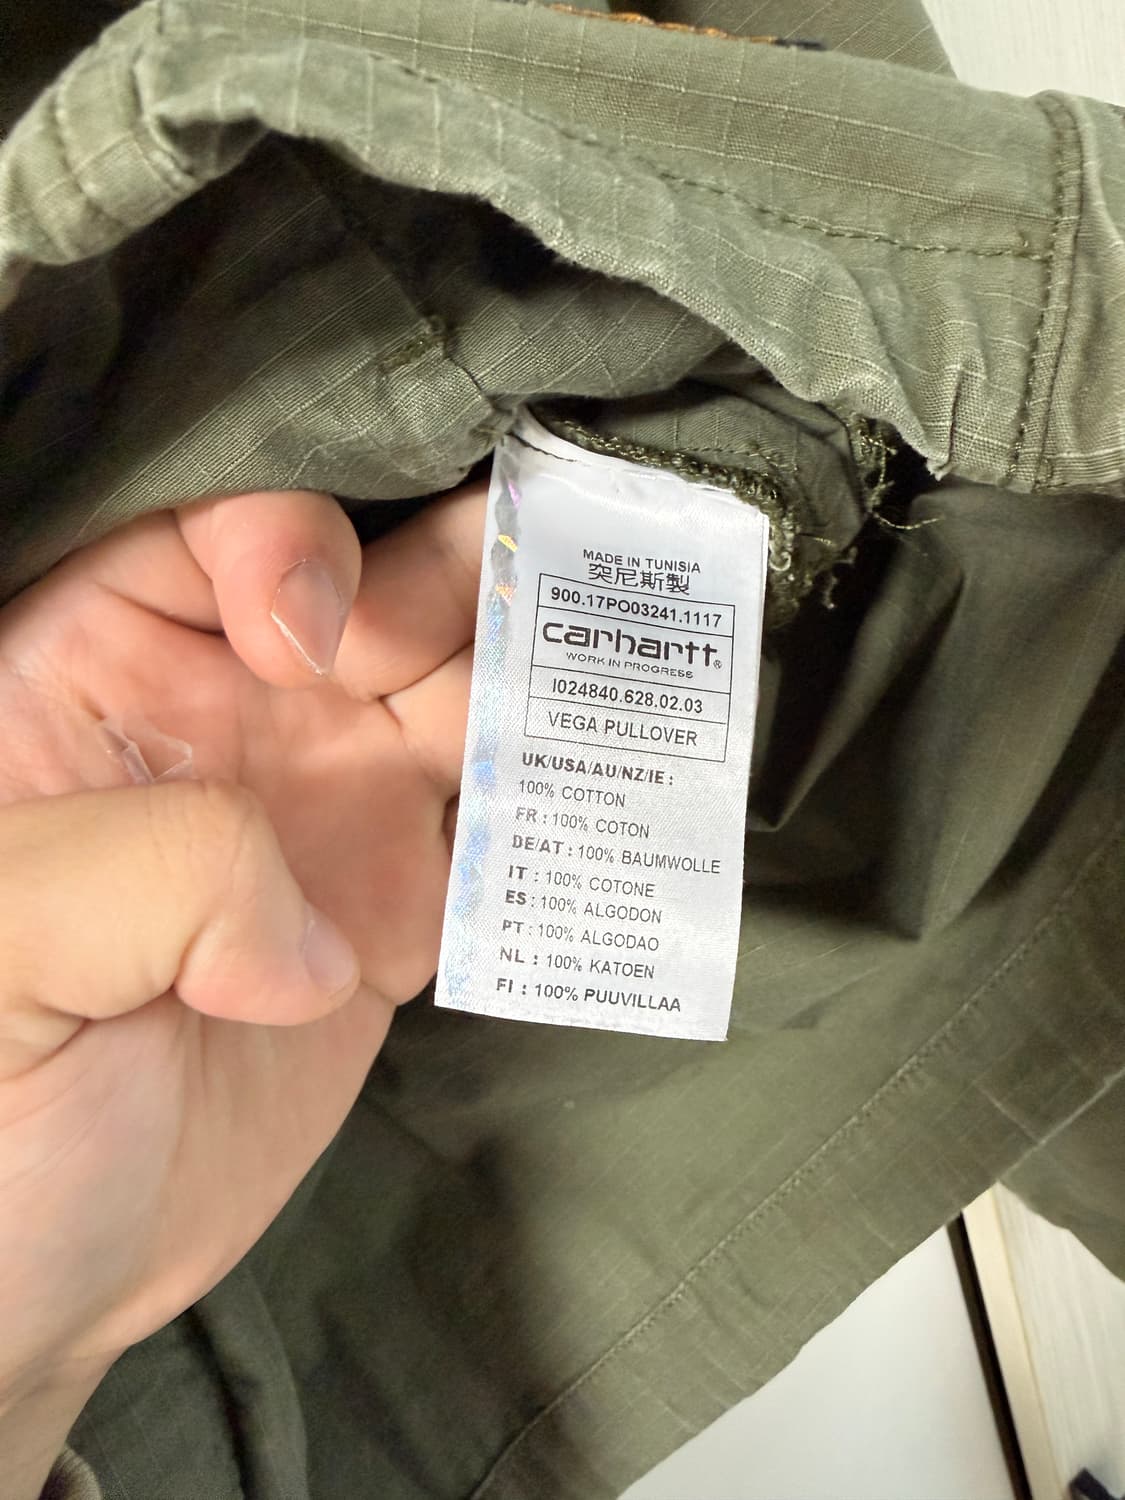 MADE IN TUNISIA
突尼斯製
900.17PO03241.1117
carhartt®
WORK IN PROGRESS
I024840.628.02.03
VEGA PULLOVER
UK/USA/AU/NZ/IE :
100% COTTON
FR : 100% COTON
DE/AT : 100% BAUMWOLLE
IT : 100% COTONE
ES : 100% ALGODON
PT : 100% ALGODAO
NL : 100% KATOEN
FI : 100% PUUVILLAA